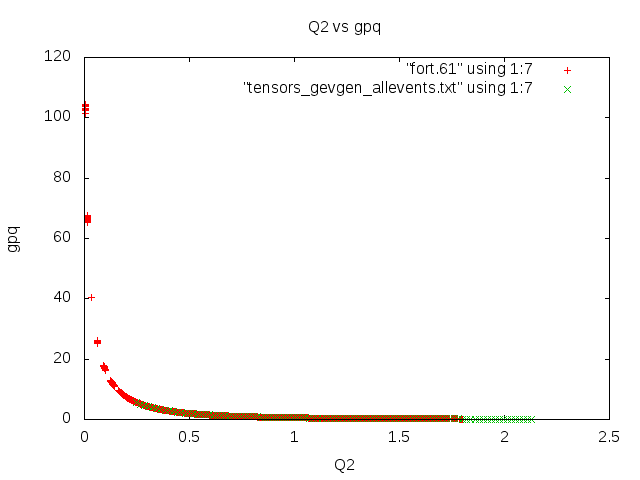 Q2 vs gpq
"fort.61" using 1:7
"tensors_gevgen_allevents.txt" using 1:7
120
100
80
60
40
20
0
gpq
0 0.5 1 1.5 2 2.5
Q2